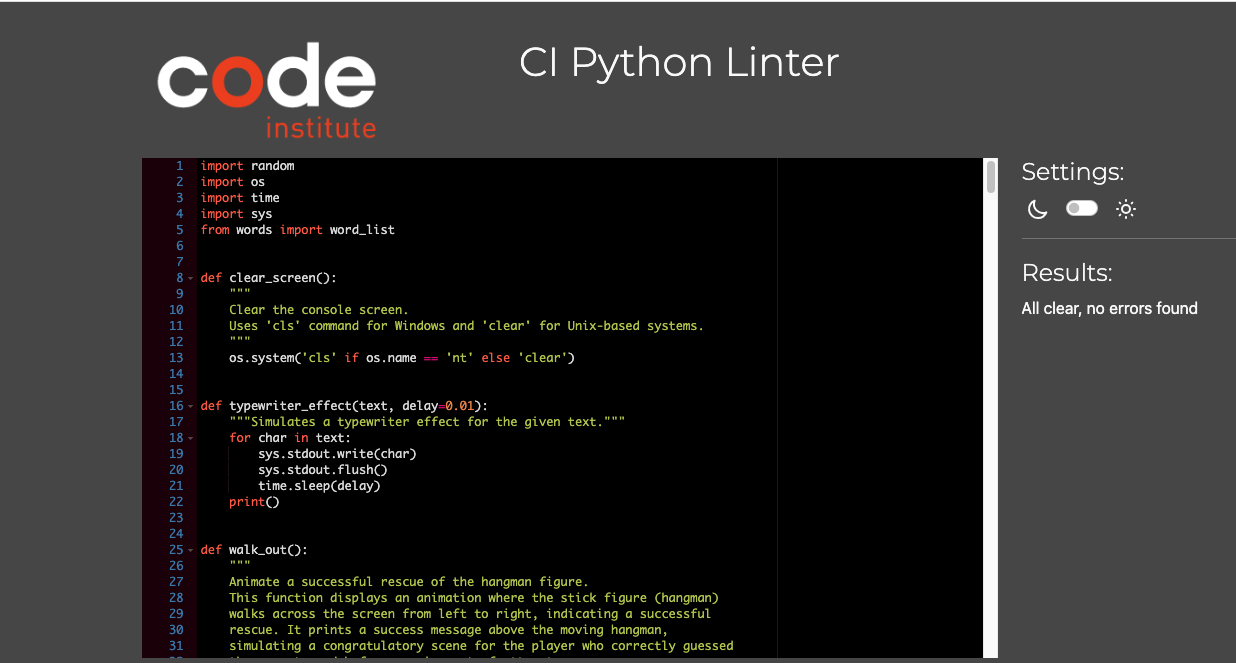 code
institute
CI Python Linter
1 import random
2 import os
3 import time
4 import sys
5 from words import word_list
6
7
8 def clear_screen():
9     """
10     Clear the console screen.
11     Uses 'cls' command for Windows and 'clear' for Unix-based systems.
12     """
13     os.system('cls' if os.name == 'nt' else 'clear')
14
15
16 def typewriter_effect(text, delay=0.01):
17     """Simulates a typewriter effect for the given text."""
18     for char in text:
19         sys.stdout.write(char)
20         sys.stdout.flush()
21         time.sleep(delay)
22     print()
23
24
25 def walk_out():
26     """
27     Animate a successful rescue of the hangman figure.
28     This function displays an animation where the stick figure (hangman)
29     walks across the screen from left to right, indicating a successful
30     rescue. It prints a success message above the moving hangman,
31     simulating a congratulatory scene for the player who correctly guessed
Settings:
Results:
All clear, no errors found